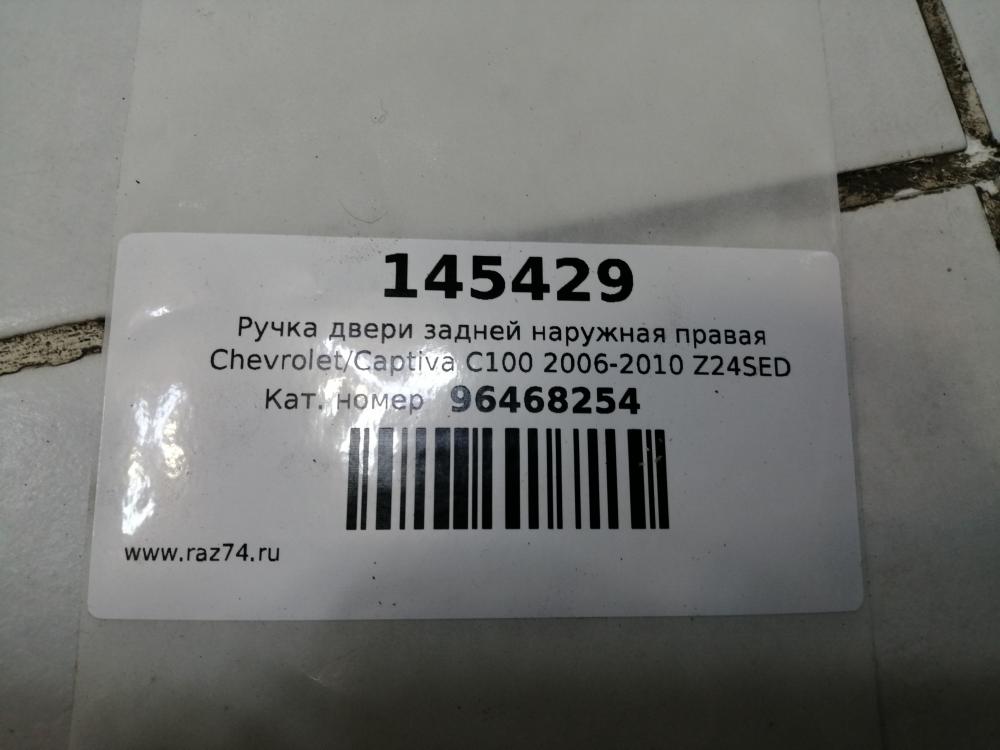 145429
Ручка двери задней наружная правая
Chevrolet/Captiva C100 2006-2010 Z24SED
Кат. номер 96468254
www.raz74.ru